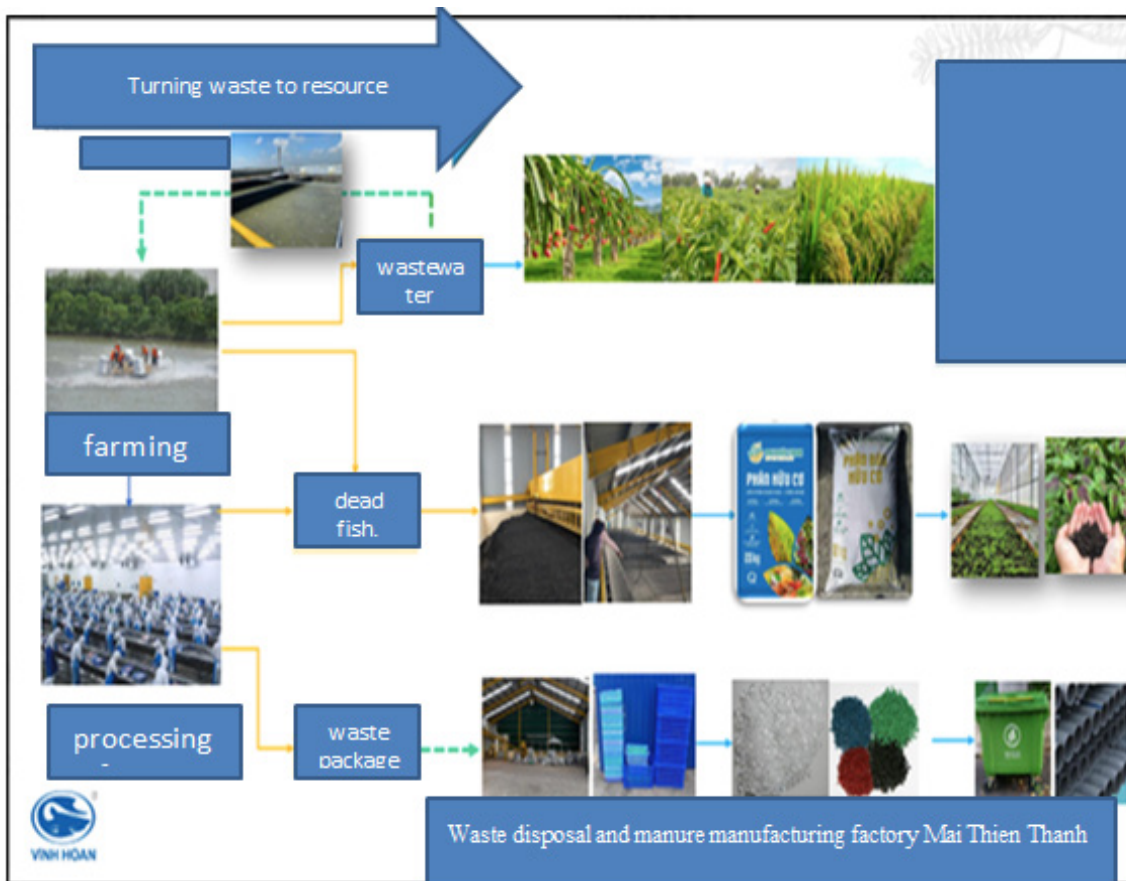 Turning waste to resource
wastewa
ter
farming
dead
fish.
PHÂN HỮU CƠ
PHÂN BÓN
HỮU CƠ
processing
waste
package
Waste disposal and manure manufacturing factory Mai Thien Thanh
VINH HOAN